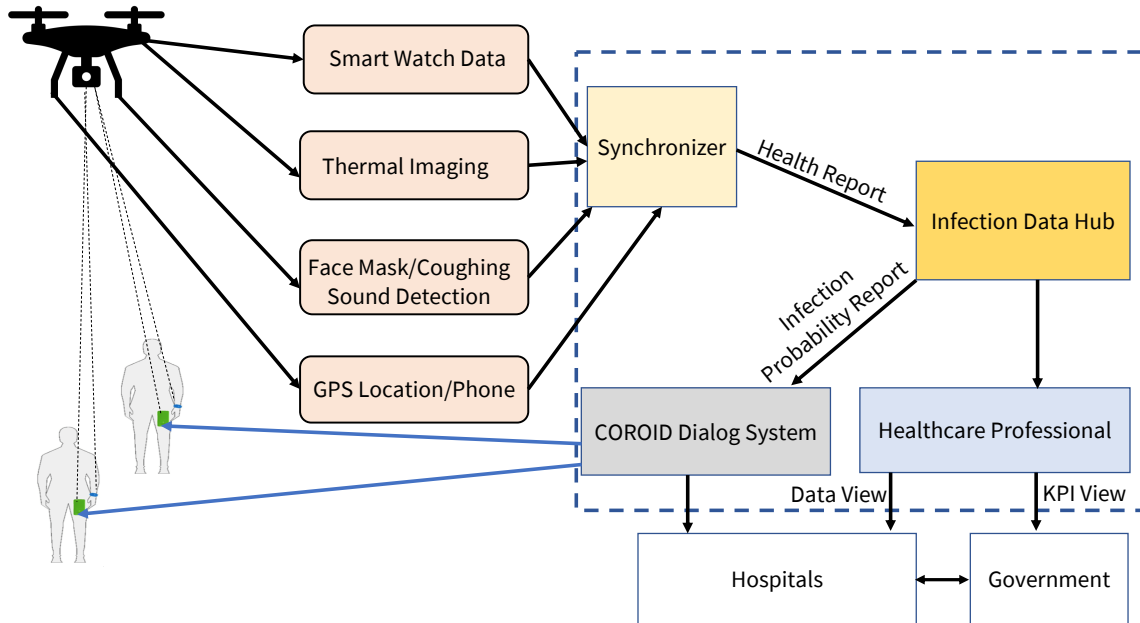 Smart Watch Data
Thermal Imaging
Face Mask/Coughing
Sound Detection
GPS Location/Phone
Synchronizer
Health Report
Infection Data Hub
Infection
Probability Report
COROID Dialog System
Healthcare Professional
Data View
KPI View
Hospitals
Government